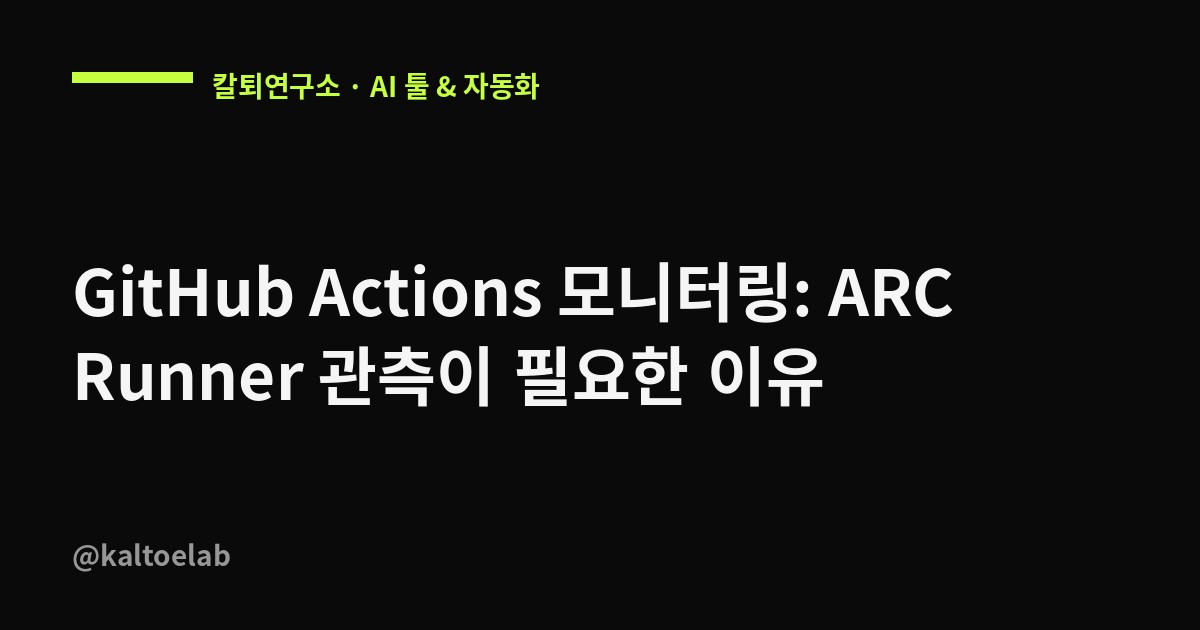 칼퇴연구소 · AI 툴 & 자동화
GitHub Actions 모니터링: ARC
Runner 관측이 필요한 이유
@kaltoelab